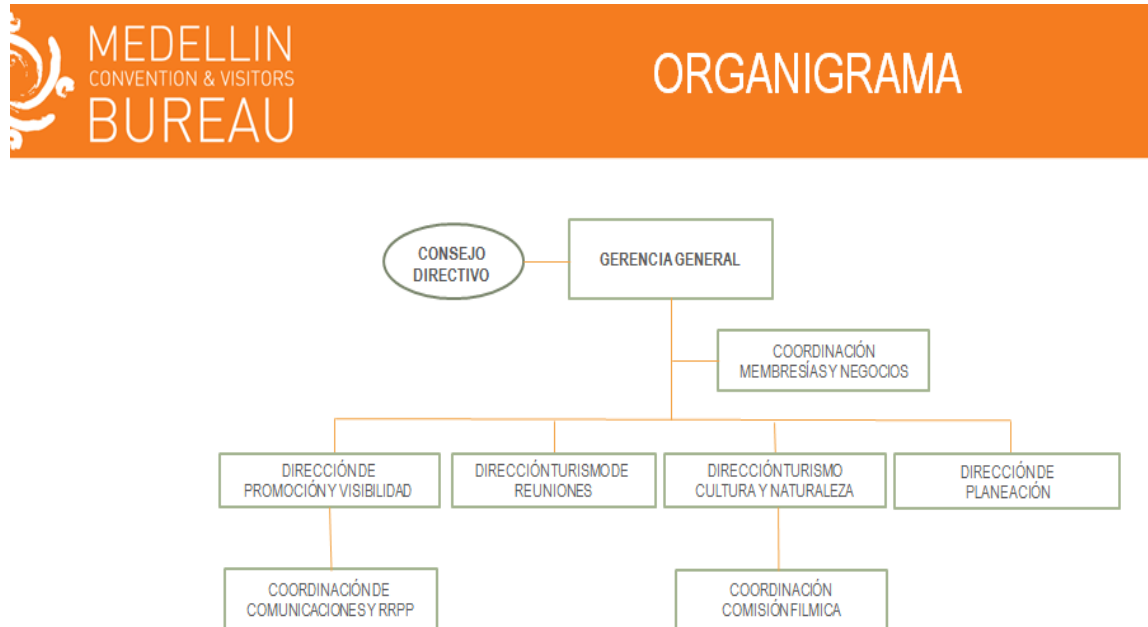 MEDELLIN
CONVENTION & VISITORS
BUREAU
ORGANIGRAMA
CONSEJO
DIRECTIVO
GERENCIA GENERAL
COORDINACIÓN
MEMBRESÍAS Y NEGOCIOS
DIRECCIÓN DE
PROMOCIÓN Y VISIBILIDAD
DIRECCIÓN TURISMO DE
REUNIONES
DIRECCIÓN TURISMO
CULTURA Y NATURALEZA
DIRECCIÓN DE
PLANEACIÓN
COORDINACIÓN DE
COMUNICACIONES Y RRPP
COORDINACIÓN
COMISIÓN FILMICA